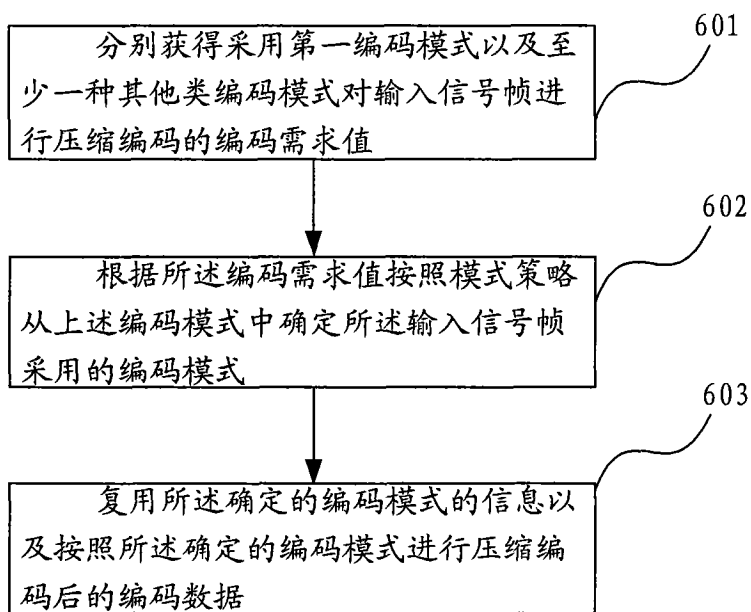 601
分别获得采用第一编码模式以及至
少一种其他类编码模式对输入信号帧进
行压缩编码的编码需求值
602
根据所述编码需求值按照模式策略
从上述编码模式中确定所述输入信号帧
采用的编码模式
603
复用所述确定的编码模式的信息以
及按照所述确定的编码模式进行压缩编
码后的编码数据